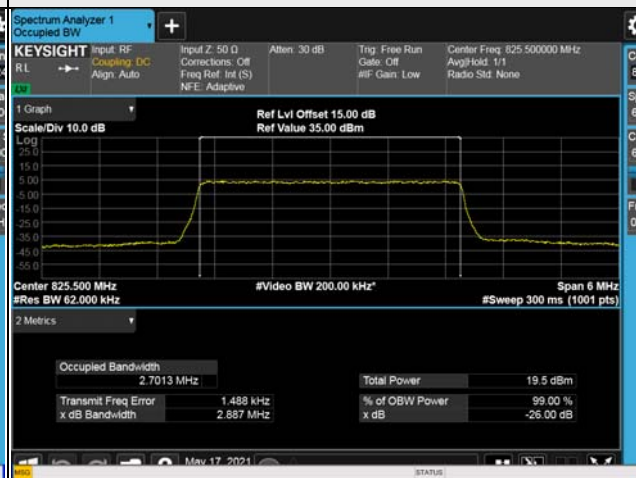 Spectrum Analyzer 1
Occupied BW
KEYSIGHT
RL
Input: RF
Coupling: DC
Align: Auto
Input Z: 50 Ω
Corrections: Off
Freq Ref: Int (S)
NFE: Adaptive
Atten: 30 dB
Trig: Free Run
Gate: Off
#IF Gain: Low
Center Freq: 825.500000 MHz
Avg|Hold: 1/1
Radio Std: None
1 Graph
Scale/Div 10.0 dB
Ref Lvl Offset 15.00 dB
Ref Value 35.00 dBm
Log
25.0
15.0
5.00
-5.00
-15.0
-25.0
-35.0
-45.0
-55.0
Center 825.500 MHz
#Res BW 62.000 kHz
#Video BW 200.00 kHz*
Span 6 MHz
#Sweep 300 ms (1001 pts)
2 Metrics
Occupied Bandwidth
2.7013 MHz
Total Power 19.5 dBm
Transmit Freq Error 1.488 kHz
% of OBW Power 99.00 %
x dB Bandwidth 2.887 MHz
x dB -26.00 dB
May 17, 2021
MSG
STATUS